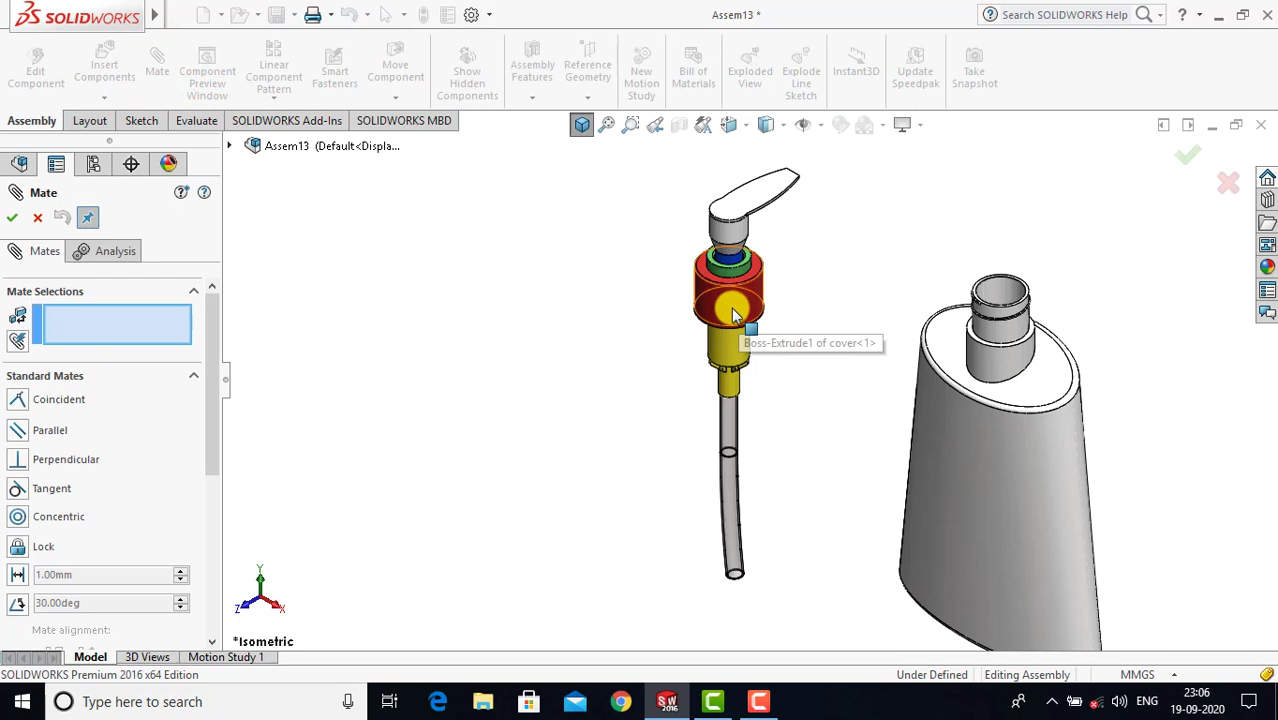 SOLIDWORKS
Assem13 *
Search SOLIDWORKS Help
Edit Component
Insert Components
Mate
Component Preview Window
Linear Component Pattern
Smart Fasteners
Move Component
Show Hidden Components
Assembly Features
Reference Geometry
New Motion Study
Bill of Materials
Exploded View
Explode Line Sketch
Instant3D
Update Speedpak
Take Snapshot
Assembly
Layout
Sketch
Evaluate
SOLIDWORKS Add-Ins
SOLIDWORKS MBD
Assem13 (Default<Displa...
Mate
Mates
Analysis
Mate Selections
Standard Mates
Coincident
Parallel
Perpendicular
Tangent
Concentric
Lock
1.00mm
30.00deg
Mate alignment:
Boss-Extrude1 of cover<1>
Y
Z
X
*Isometric
Model
3D Views
Motion Study 1
SOLIDWORKS Premium 2016 x64 Edition
Under Defined
Editing Assembly
MMGS
Type here to search
SW
2016
ENG
23:06
19-09-2020